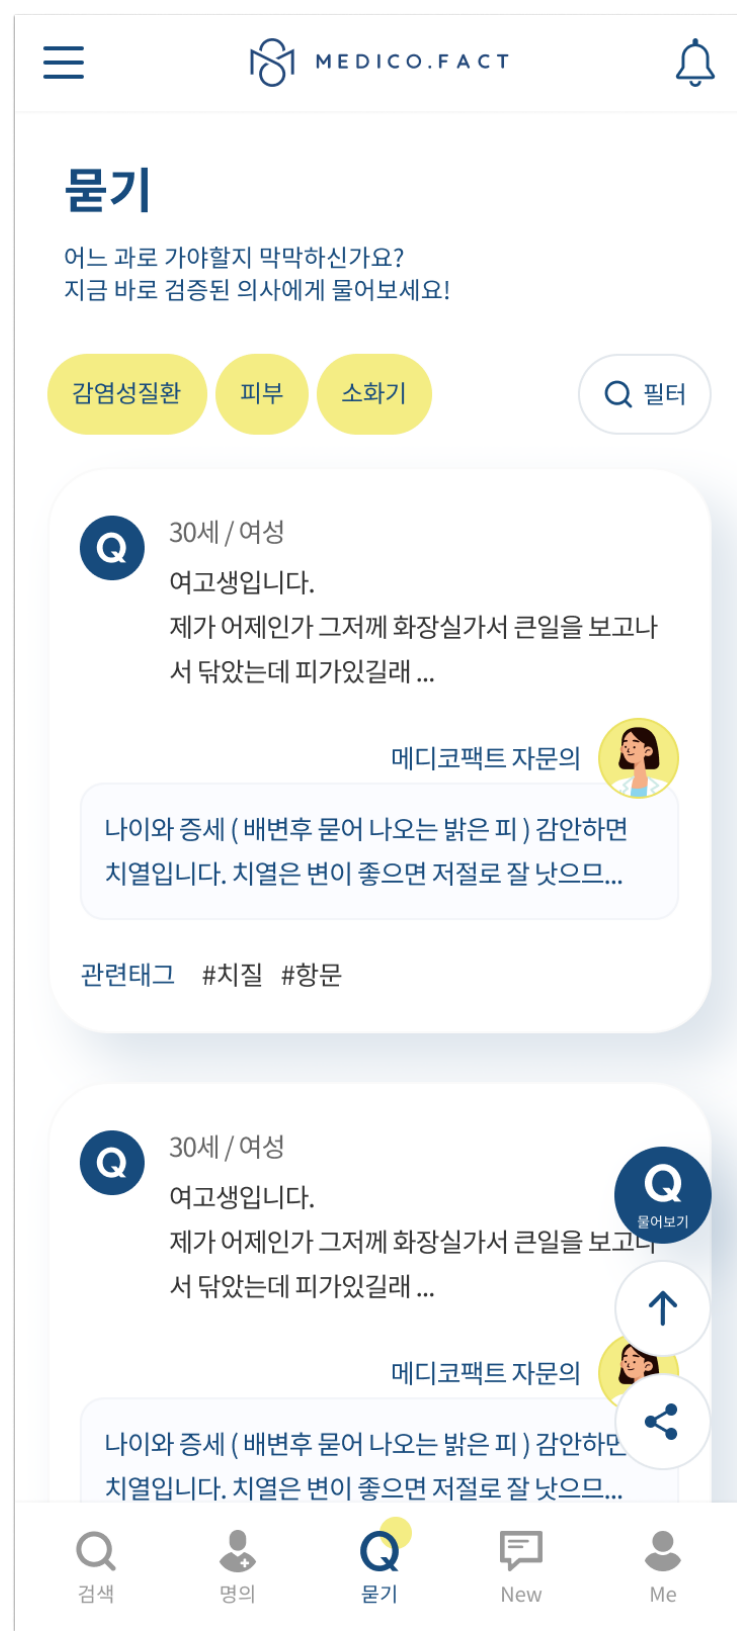 MEDICO.FACT
묻기
어느 과로 가야할지 막막하신가요?
지금 바로 검증된 의사에게 물어보세요!
감염성질환 피부 소화기 필터
Q 30세 / 여성
여고생입니다.
제가 어제인가 그저께 화장실가서 큰일을 보고나
서 닦았는데 피가있길래 ...
메디코팩트 자문의
나이와 증세 ( 배변후 묻어 나오는 밝은 피 ) 감안하면
치열입니다. 치열은 변이 좋으면 저절로 잘 낫으므...
관련태그 #치질 #항문
Q 30세 / 여성
여고생입니다.
제가 어제인가 그저께 화장실가서 큰일을 보고나
서 닦았는데 피가있길래 ...
Q
물어보기
메디코팩트 자문의
나이와 증세 ( 배변후 묻어 나오는 밝은 피 ) 감안하면
치열입니다. 치열은 변이 좋으면 저절로 잘 낫으므...
검색 명의 Q 묻기 New Me